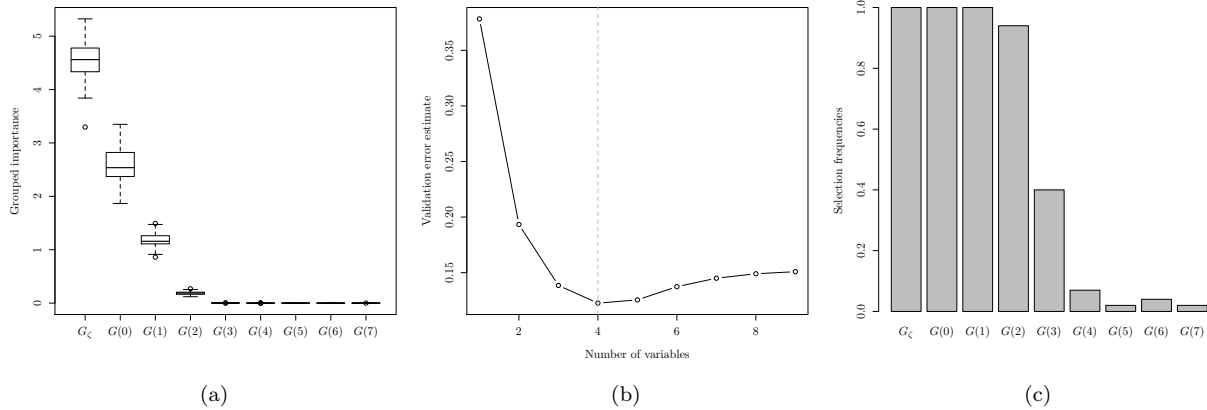 Grouped importance
0 1 2 3 4 5
G_ζ G(0) G(1) G(2) G(3) G(4) G(5) G(6) G(7)
(a)
Validation error estimate
0.15 0.20 0.25 0.30 0.35
2 4 6 8
Number of variables
(b)
Selection frequencies
0.0 0.2 0.4 0.6 0.8 1.0
G_ζ G(0) G(1) G(2) G(3) G(4) G(5) G(6) G(7)
(c)